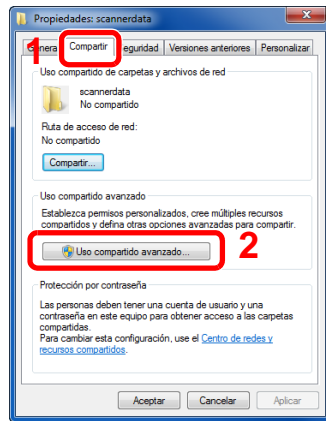 Propiedades: scannerdata
1
General Compartir Seguridad Versiones anteriores Personalizar
Uso compartido de carpetas y archivos de red
scannerdata
No compartido
Ruta de acceso de red:
No compartido
Compartir...
Uso compartido avanzado
Establezca permisos personalizados, cree múltiples recursos
compartidos y defina otras opciones avanzadas para compartir.
Uso compartido avanzado...
2
Protección por contraseña
Las personas deben tener una cuenta de usuario y una
contraseña en este equipo para obtener acceso a las carpetas
compartidas.
Para cambiar esta configuración, use el Centro de redes y
recursos compartidos.
Aceptar Cancelar Aplicar